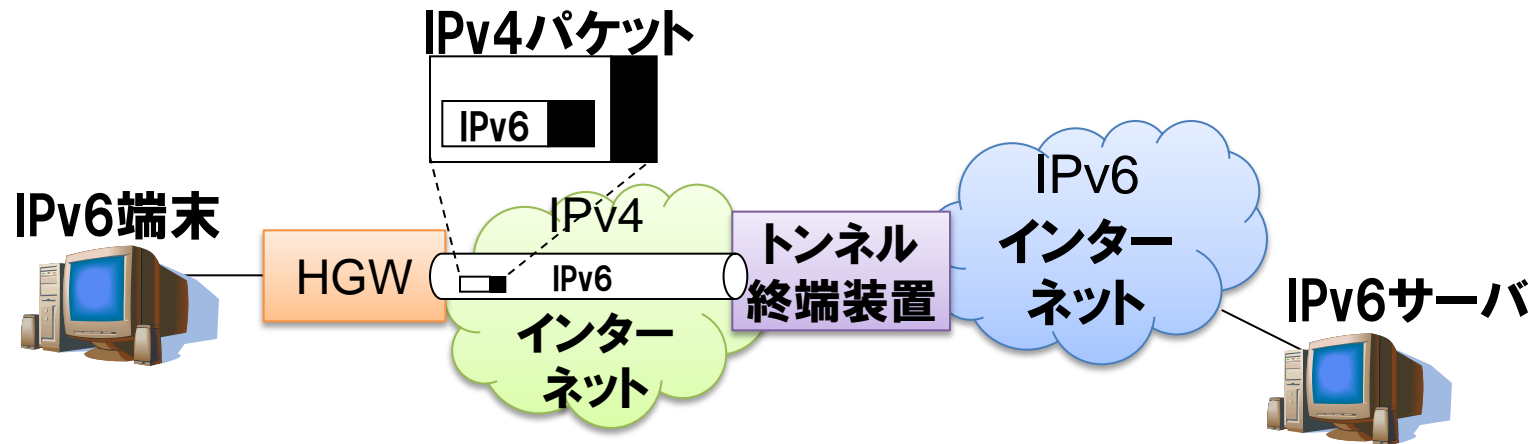 IPv4パケット
IPv6
IPv6端末
HGW
IPv4
IPv6
インター
ネット
トンネル
終端装置
IPv6
インター
ネット
IPv6サーバ